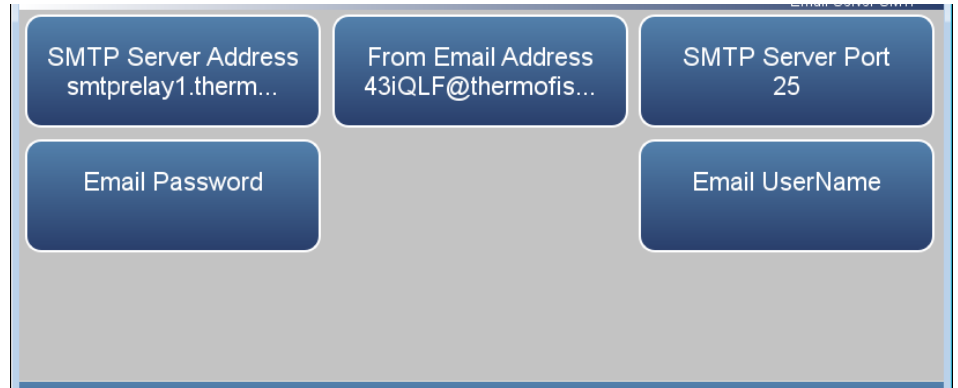 SMTP Server Address
smtprelay1.therm...
From Email Address
43iQLF@thermofis...
SMTP Server Port
25
Email Password
Email UserName